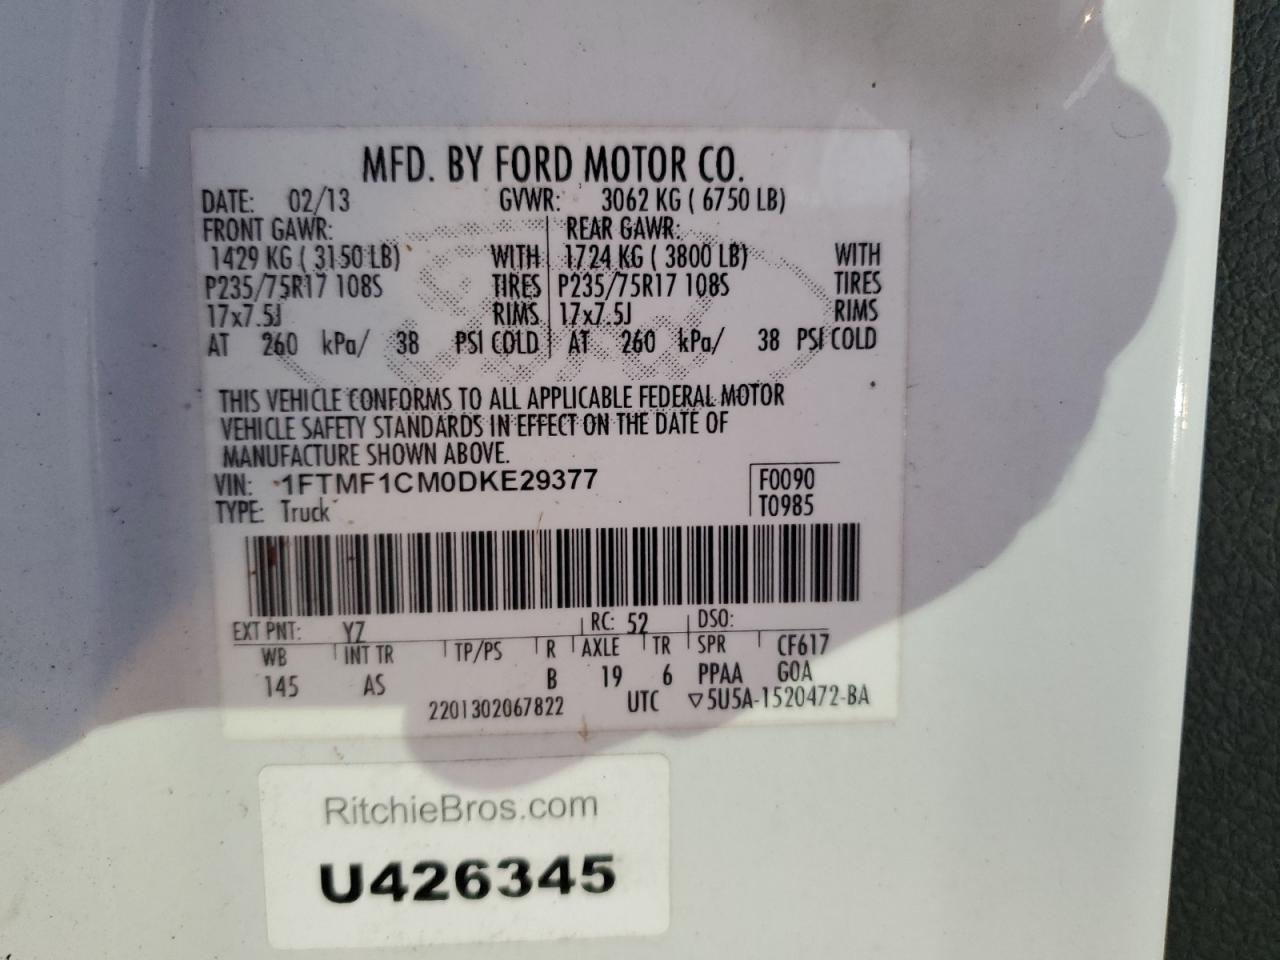 MFD. BY FORD MOTOR CO.
DATE: 02/13 GVWR: 3062 KG ( 6750 LB)
FRONT GAWR: REAR GAWR:
1429 KG ( 3150 LB) WITH 1724 KG ( 3800 LB) WITH
P235/75R17 108S TIRES P235/75R17 108S TIRES
17x7.5J RIMS 17x7.5J RIMS
AT 260 kPa/ 38 PSI COLD AT 260 kPa/ 38 PSI COLD
THIS VEHICLE CONFORMS TO ALL APPLICABLE FEDERAL MOTOR
VEHICLE SAFETY STANDARDS IN EFFECT ON THE DATE OF
MANUFACTURE SHOWN ABOVE.
VIN: 1FTMF1CM0DKE29377 F0090
TYPE: Truck T0985
EXT PNT: YZ RC: 52 DSO:
WB INT TR TP/PS R AXLE TR SPR CF617
145 AS B 19 6 PPAA GOA
2201302067822 UTC ▽5U5A-1520472-BA
RitchieBros.com
U426345